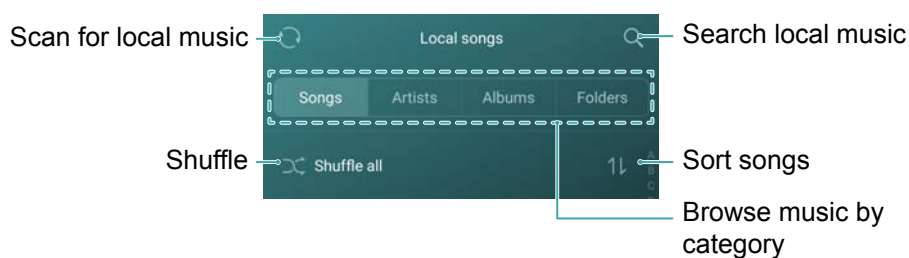 Scan for local music
Local songs
Search local music
Songs
Artists
Albums
Folders
Shuffle
Shuffle all
Sort songs
A
B
C
Browse music by
category